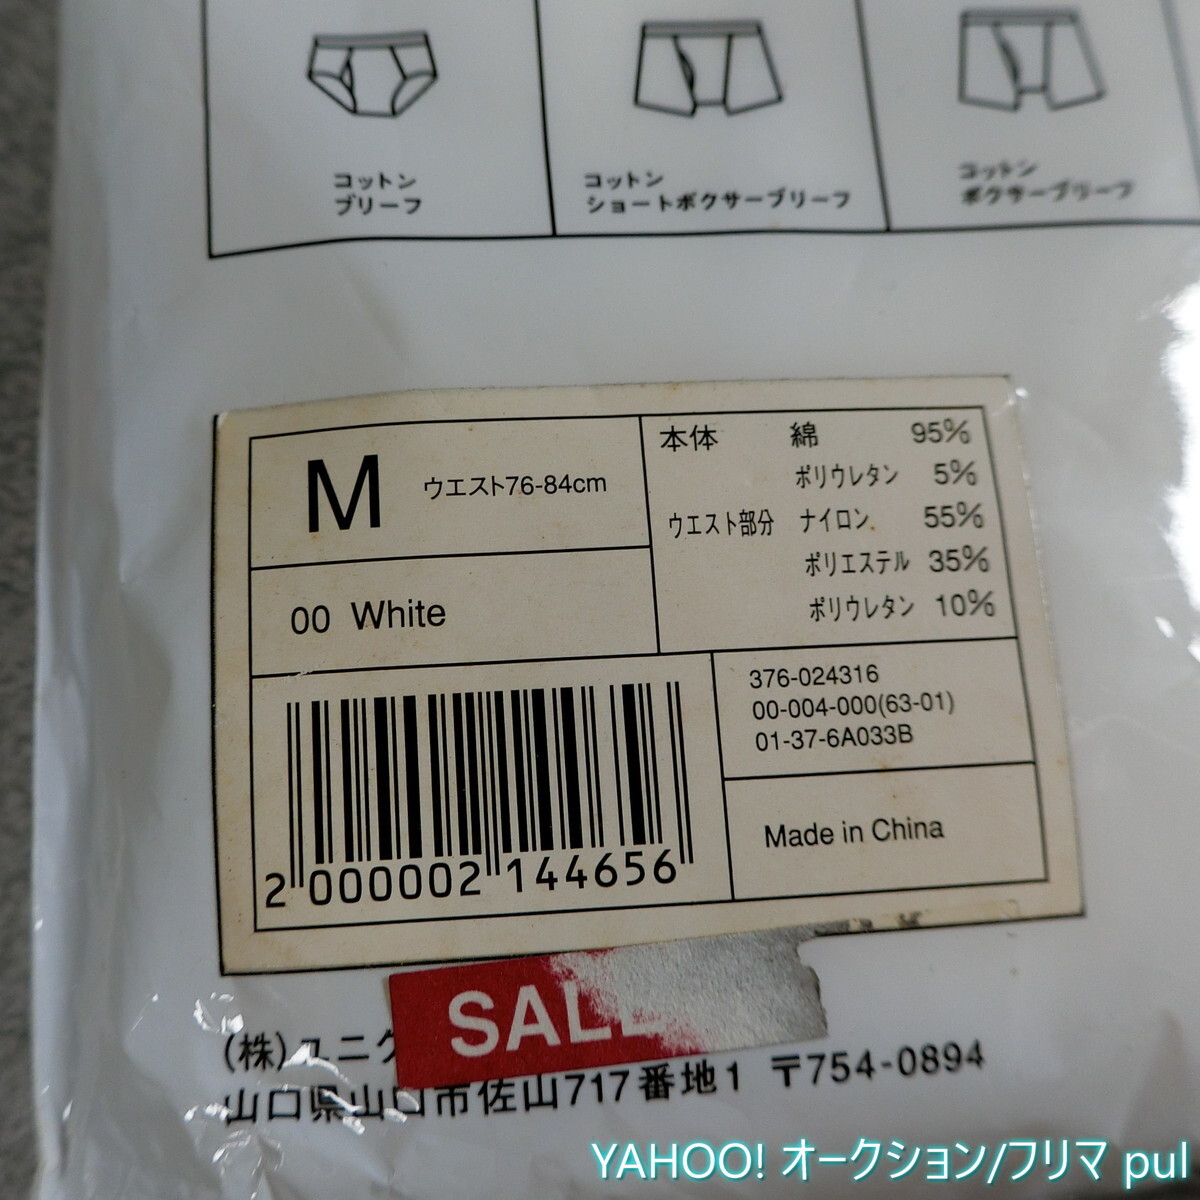 コットン
ブリーフ
コットン
ショートボクサーブリーフ
コットン
ボクサーブリーフ
M ウエスト76-84cm
00 White
本体 綿 95%
ポリウレタン 5%
ウエスト部分 ナイロン 55%
ポリエステル 35%
ポリウレタン 10%
376-024316
00-004-000(63-01)
01-37-6A033B
Made in China
2 000002 144656
SALE
(株)ユニク
山口県山口市佐山717番地1 〒754-0894
YAHOO! オークション/フリマ pul